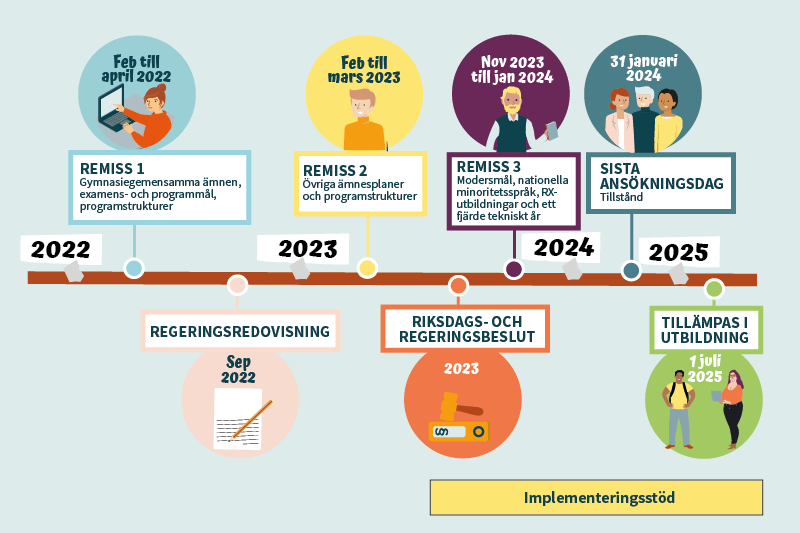 Feb till
april 2022
REMISS 1
Gymnasiegemensamma ämnen,
examens- och programmål,
programstrukturer
Feb till
mars 2023
REMISS 2
Övriga ämnesplaner
och programstrukturer
Nov 2023
till jan 2024
REMISS 3
Modersmål, nationella
minoritetsspråk, RX-
utbildningar och ett
fjärde tekniskt år
31 januari
2024
SISTA
ANSÖKNINGSDAG
Tillstånd
2022
2023
2024
2025
REGERINGSREDOVISNING
Sep
2022
RIKSDAGS- OCH
REGERINGSBESLUT
2023
§
TILLÄMPAS I
UTBILDNING
1 juli
2025
Implementeringsstöd